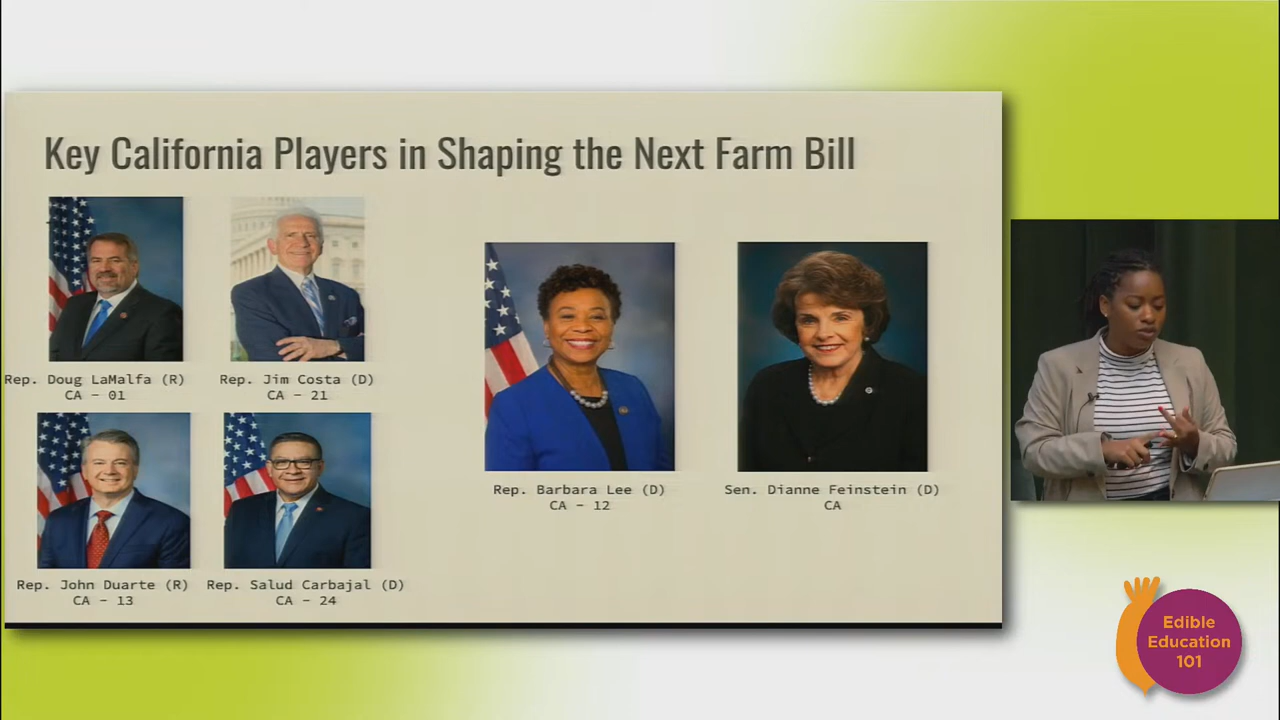 Key California Players in Shaping the Next Farm Bill
Rep. Doug LaMalfa (R)
CA - 01
Rep. Jim Costa (D)
CA - 21
Rep. John Duarte (R)
CA - 13
Rep. Salud Carbajal (D)
CA - 24
Rep. Barbara Lee (D)
CA - 12
Sen. Dianne Feinstein (D)
CA
Edible
Education
101